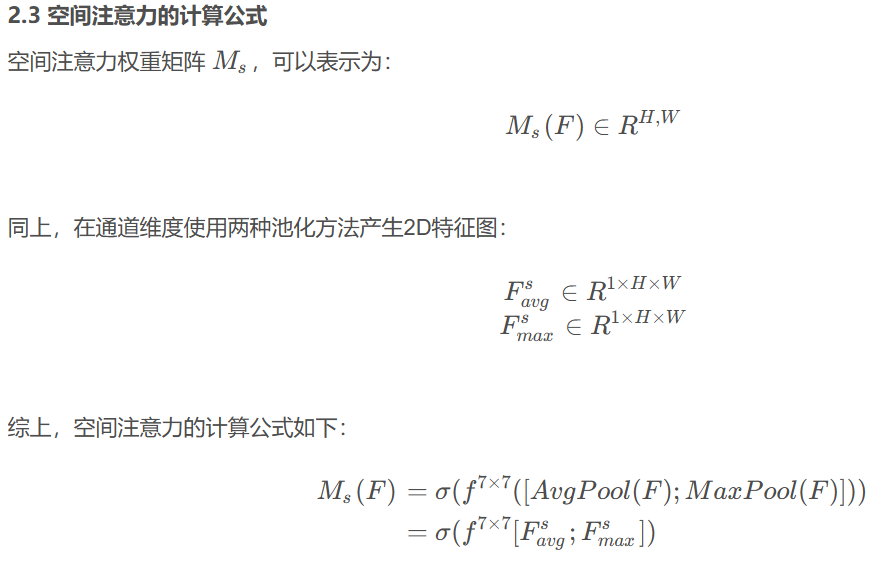 2.3 空间注意力的计算公式
空间注意力权重矩阵 $M_s$ ，可以表示为：
$M_s(F) \in R^{H,W}$
同上，在通道维度使用两种池化方法产生2D特征图：
$F_{avg}^s \in R^{1 \times H \times W}$
$F_{max}^s \in R^{1 \times H \times W}$
综上，空间注意力的计算公式如下：
$M_s(F) = \sigma(f^{7 \times 7}([AvgPool(F); MaxPool(F)]))$
$= \sigma(f^{7 \times 7}[F_{avg}^s; F_{max}^s])$